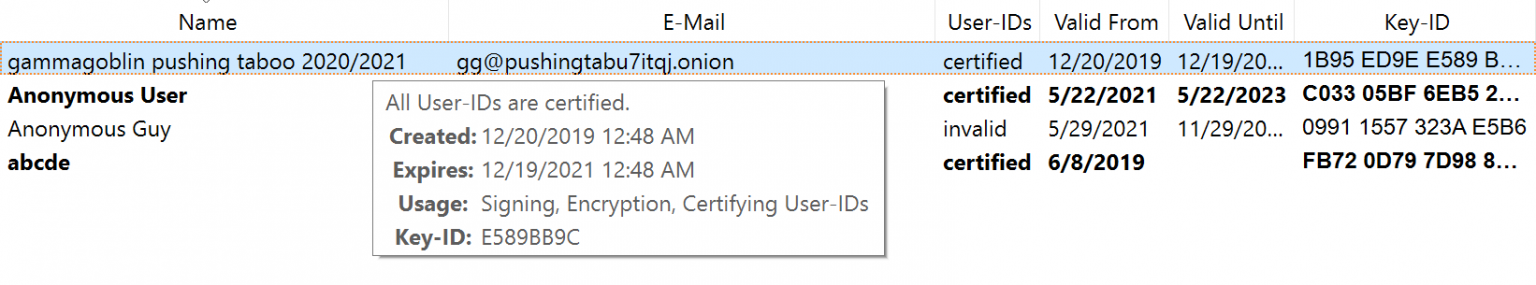 Name E-Mail User-IDs Valid From Valid Until Key-ID
gammagoblin pushing taboo 2020/2021 gg@pushingtabu7itqj.onion certified 12/20/2019 12/19/20... 1B95 ED9E E589 B...
Anonymous User certified 5/22/2021 5/22/2023 C033 05BF 6EB5 2...
Anonymous Guy invalid 5/29/2021 11/29/20... 0991 1557 323A E5B6
abcde certified 6/8/2019 FB72 0D79 7D98 8...
All User-IDs are certified.
Created: 12/20/2019 12:48 AM
Expires: 12/19/2021 12:48 AM
Usage: Signing, Encryption, Certifying User-IDs
Key-ID: E589BB9C